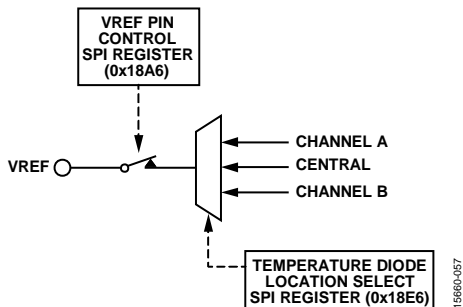 VREF PIN
CONTROL
SPI REGISTER
(0x18A6)
CHANNEL A
VREF
CENTRAL
CHANNEL B
TEMPERATURE DIODE
LOCATION SELECT
SPI REGISTER (0x18E6)
15660-057